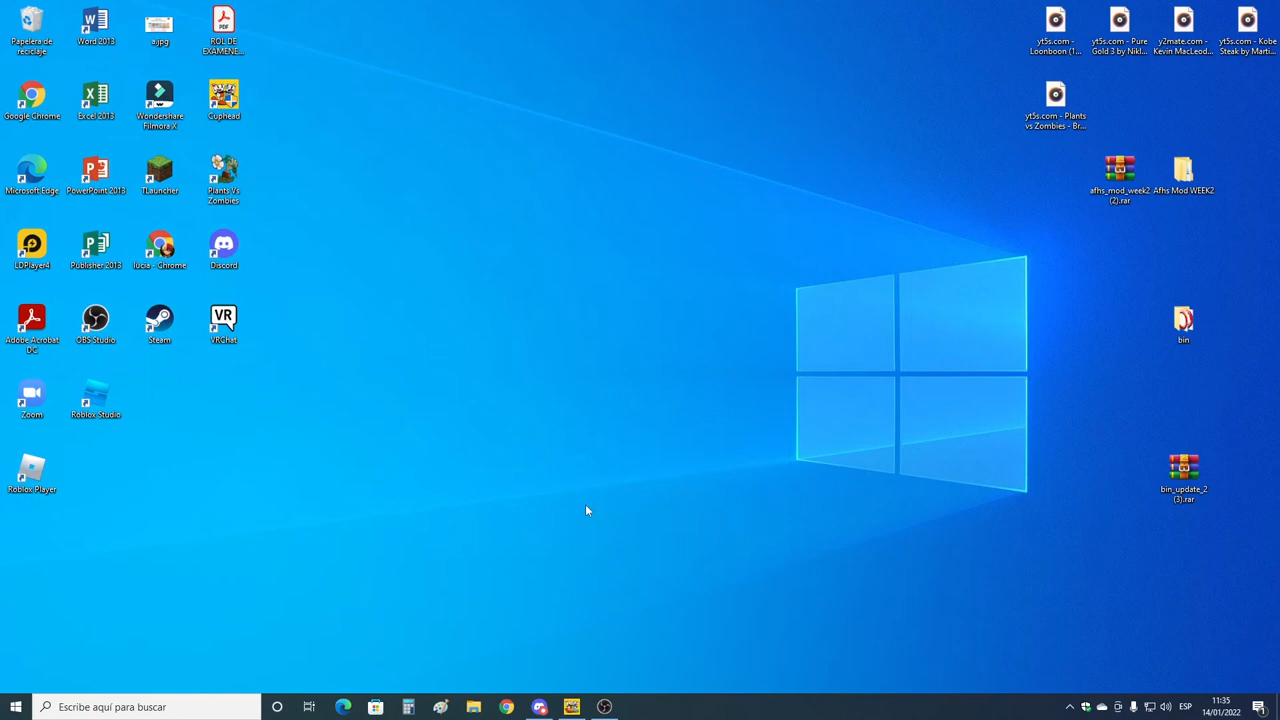 Papelera de
reciclaje
Word 2013
a.jpg
PDF
ROL DE
EXÁMENE...
yt5s.com -
Loonboon (1...
yt5s.com - Pure
Gold 3 by Nikl...
y2mate.com -
Kevin MacLeod...
yt5s.com - Kobe
Steak by Marti...
Google Chrome
Excel 2013
Wondershare
Filmora X
Cuphead
yt5s.com - Plants
vs Zombies - Br...
Microsoft Edge
PowerPoint 2013
TLauncher
Plants Vs
Zombies
afhs_mod_week2
(2).rar
Afhs Mod WEEK2
LDPlayer4
Publisher 2013
lucia - Chrome
Discord
Adobe Acrobat
DC
OBS Studio
Steam
VR
VRChat
bin
Zoom
Roblox Studio
Roblox Player
bin_update_2
(3).rar
Escribe aquí para buscar
ESP
11:35
14/01/2022